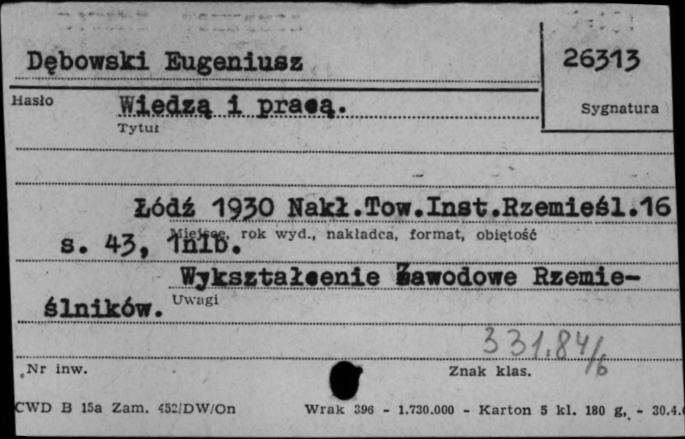 Dębowski Eugeniusz
26313
Hasło
Wiedzą i pracą.
Sygnatura
Tytuł
Łódź 1930 Nakł.Tow.Inst.Rzemieśl.16
Miejsce, rok wyd., nakładca, format, objętość
s. 43, 1nlb.
Wykształcenie Zawodowe Rzemie-
Uwagi
ślników.
331.84/6
Nr inw.
Znak klas.
CWD B 15a Zam. 452/DW/On
Wrak 396 - 1.730.000 - Karton 5 kl. 180 g, - 30.4.